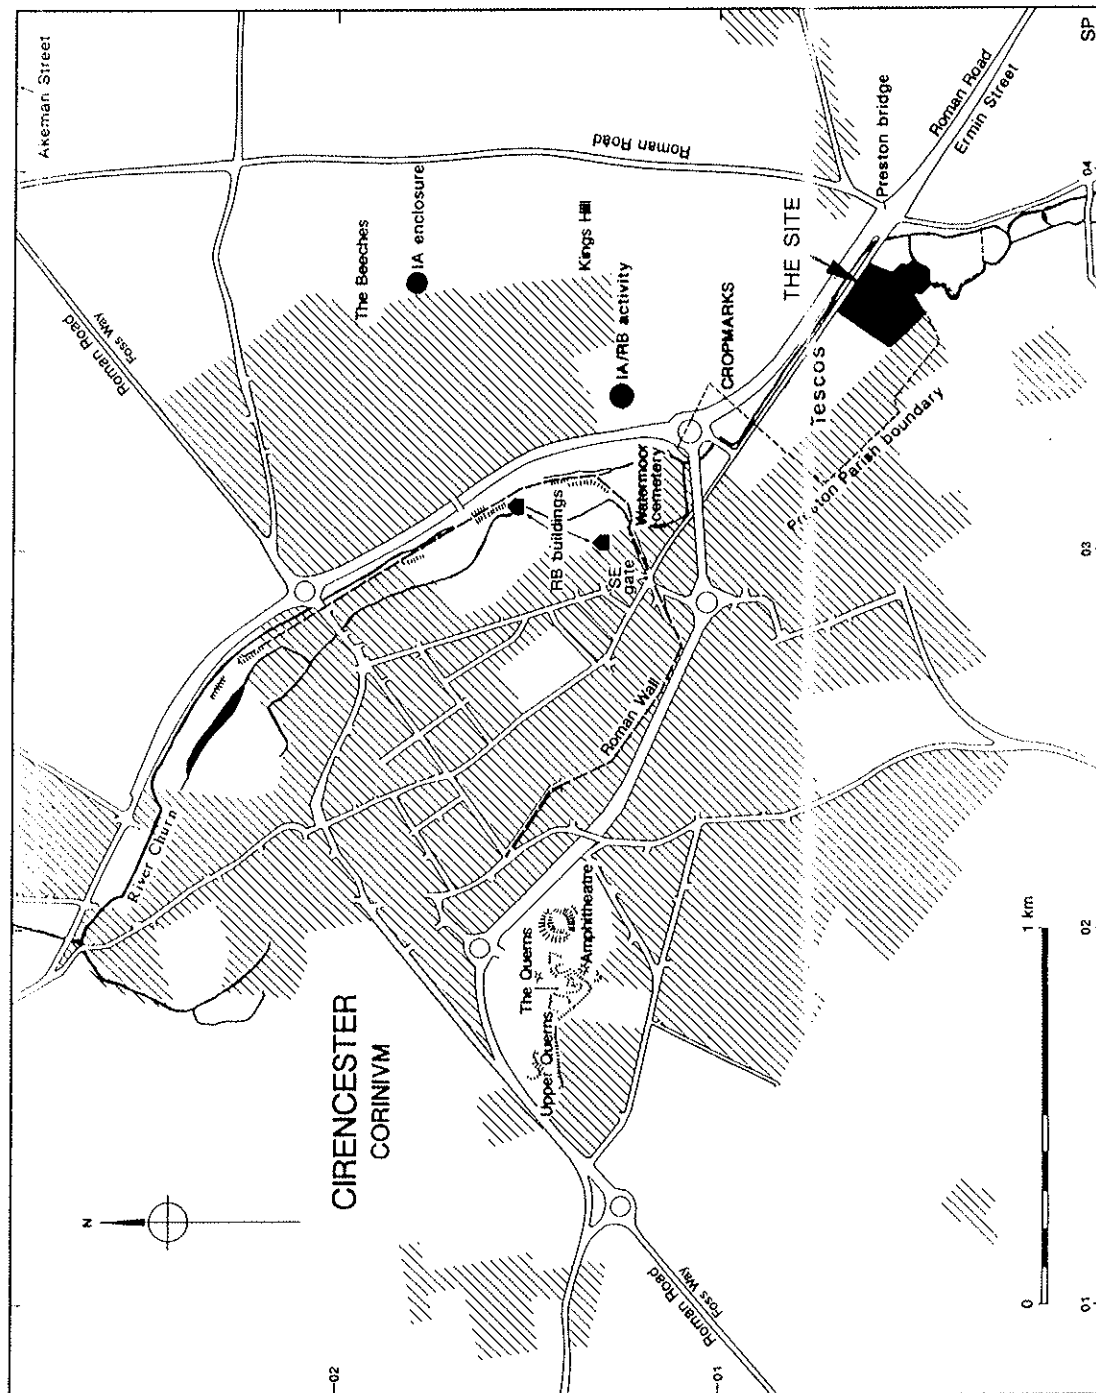 CIRENCESTER
CORINIVM
N
Akeman Street
Roman Road
Foss Way
River Churn
The Beeches
IA enclosure
Roman Road
Kings Hill
IA/RB activity
RB buildings
SE
gate
Watermoor
cemetery
CROPMARKS
THE SITE
Tescos
Preston bridge
Roman Road
Ermin Street
Preston Parish boundary
Roman Wall
The Querns
Upper Querns
Amphitheatre
Roman Road
Foss Way
0
1 km
02
01
01
02
03
04
SP